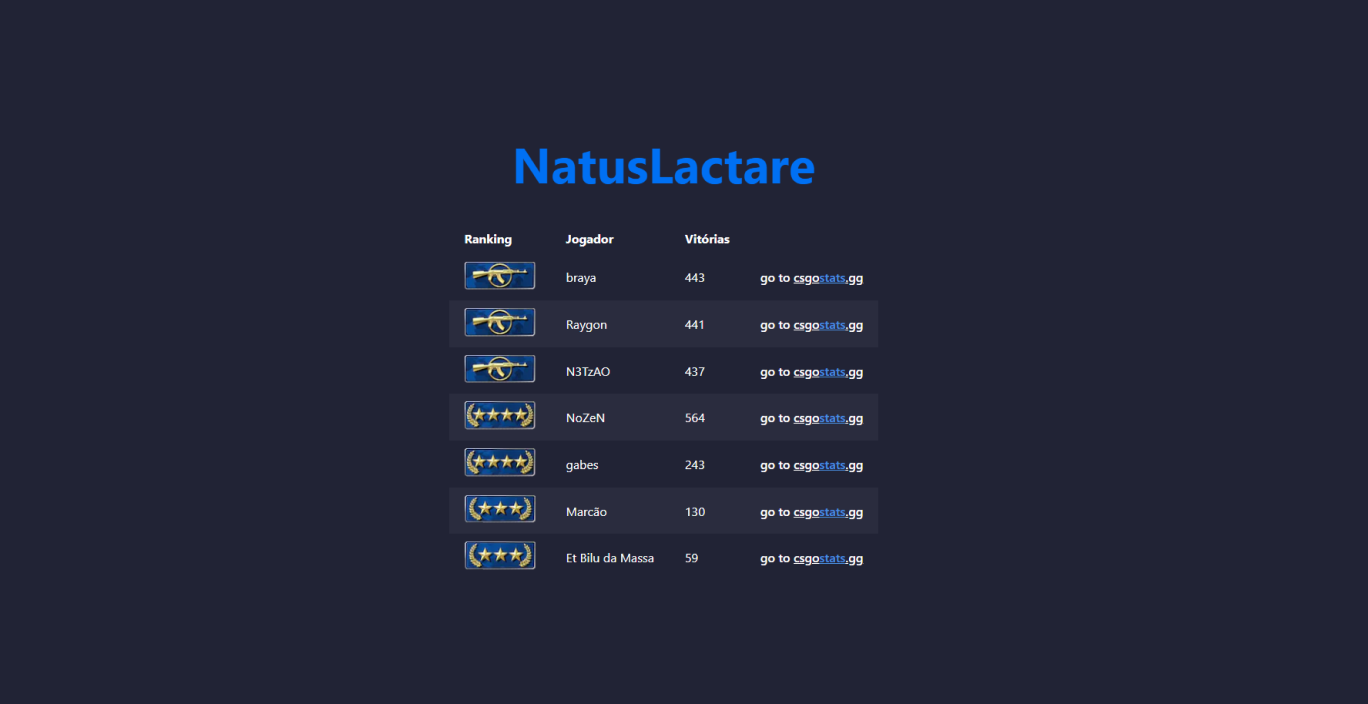 NatusLactare
Ranking Jogador Vitórias
braya 443 go to csgostats.gg
Raygon 441 go to csgostats.gg
N3TzAO 437 go to csgostats.gg
NoZeN 564 go to csgostats.gg
gabes 243 go to csgostats.gg
Marcão 130 go to csgostats.gg
Et Bilu da Massa 59 go to csgostats.gg